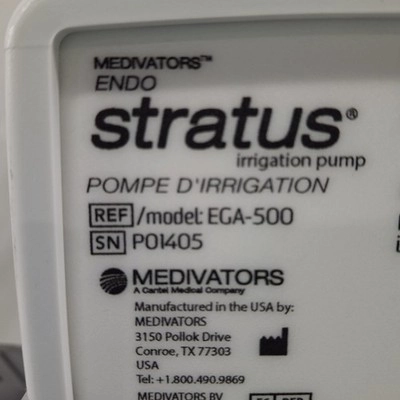 MEDIVATORS™
ENDO
stratus®
irrigation pump
POMPE D'IRRIGATION
REF/model: EGA-500
SN P01405
MEDIVATORS
A Cantel Medical Company
Manufactured in the USA by:
MEDIVATORS
3150 Pollok Drive
Conroe, TX 77303
USA
Tel: +1.800.490.9869
MEDIVATORS BV